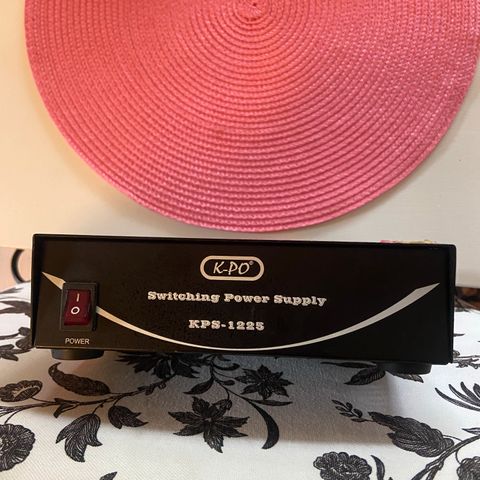 K-PO®
Switching Power Supply
KPS-1225
I
O
POWER